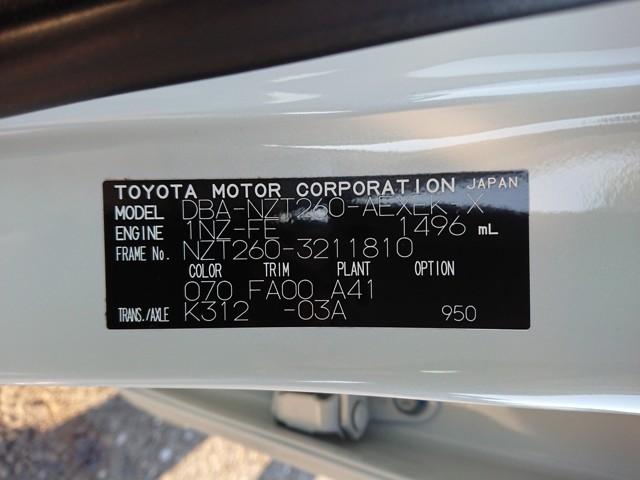 TOYOTA MOTOR CORPORATION JAPAN
MODEL DBA-NZT260-AEXEK X
ENGINE 1NZ-FE 1496 mL
FRAME No. NZT260-3211810
COLOR TRIM PLANT OPTION
070 FA00 A41
TRANS./AXLE K312 -03A 950